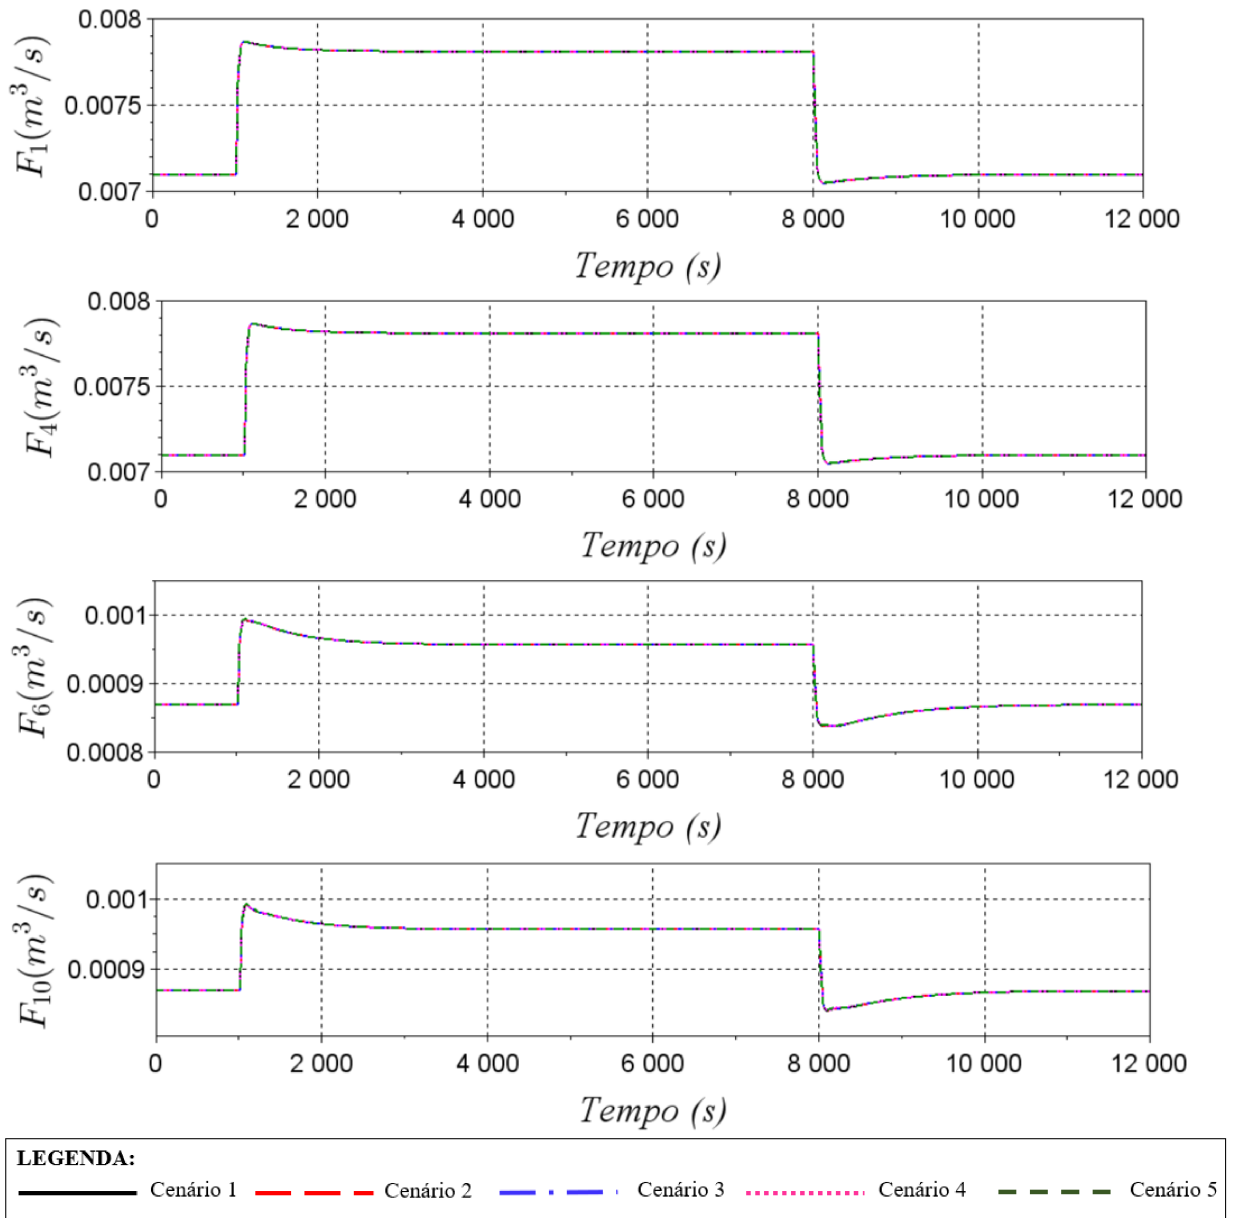 0.008
0.0075
0.007
F₁(m³/s)
0 2 000 4 000 6 000 8 000 10 000 12 000
Tempo (s)
0.008
0.0075
0.007
F₄(m³/s)
0 2 000 4 000 6 000 8 000 10 000 12 000
Tempo (s)
0.001
0.0009
0.0008
F₆(m³/s)
0 2 000 4 000 6 000 8 000 10 000 12 000
Tempo (s)
0.001
0.0009
F₁₀(m³/s)
0 2 000 4 000 6 000 8 000 10 000 12 000
Tempo (s)
LEGENDA:
Cenário 1 Cenário 2 Cenário 3 Cenário 4 Cenário 5